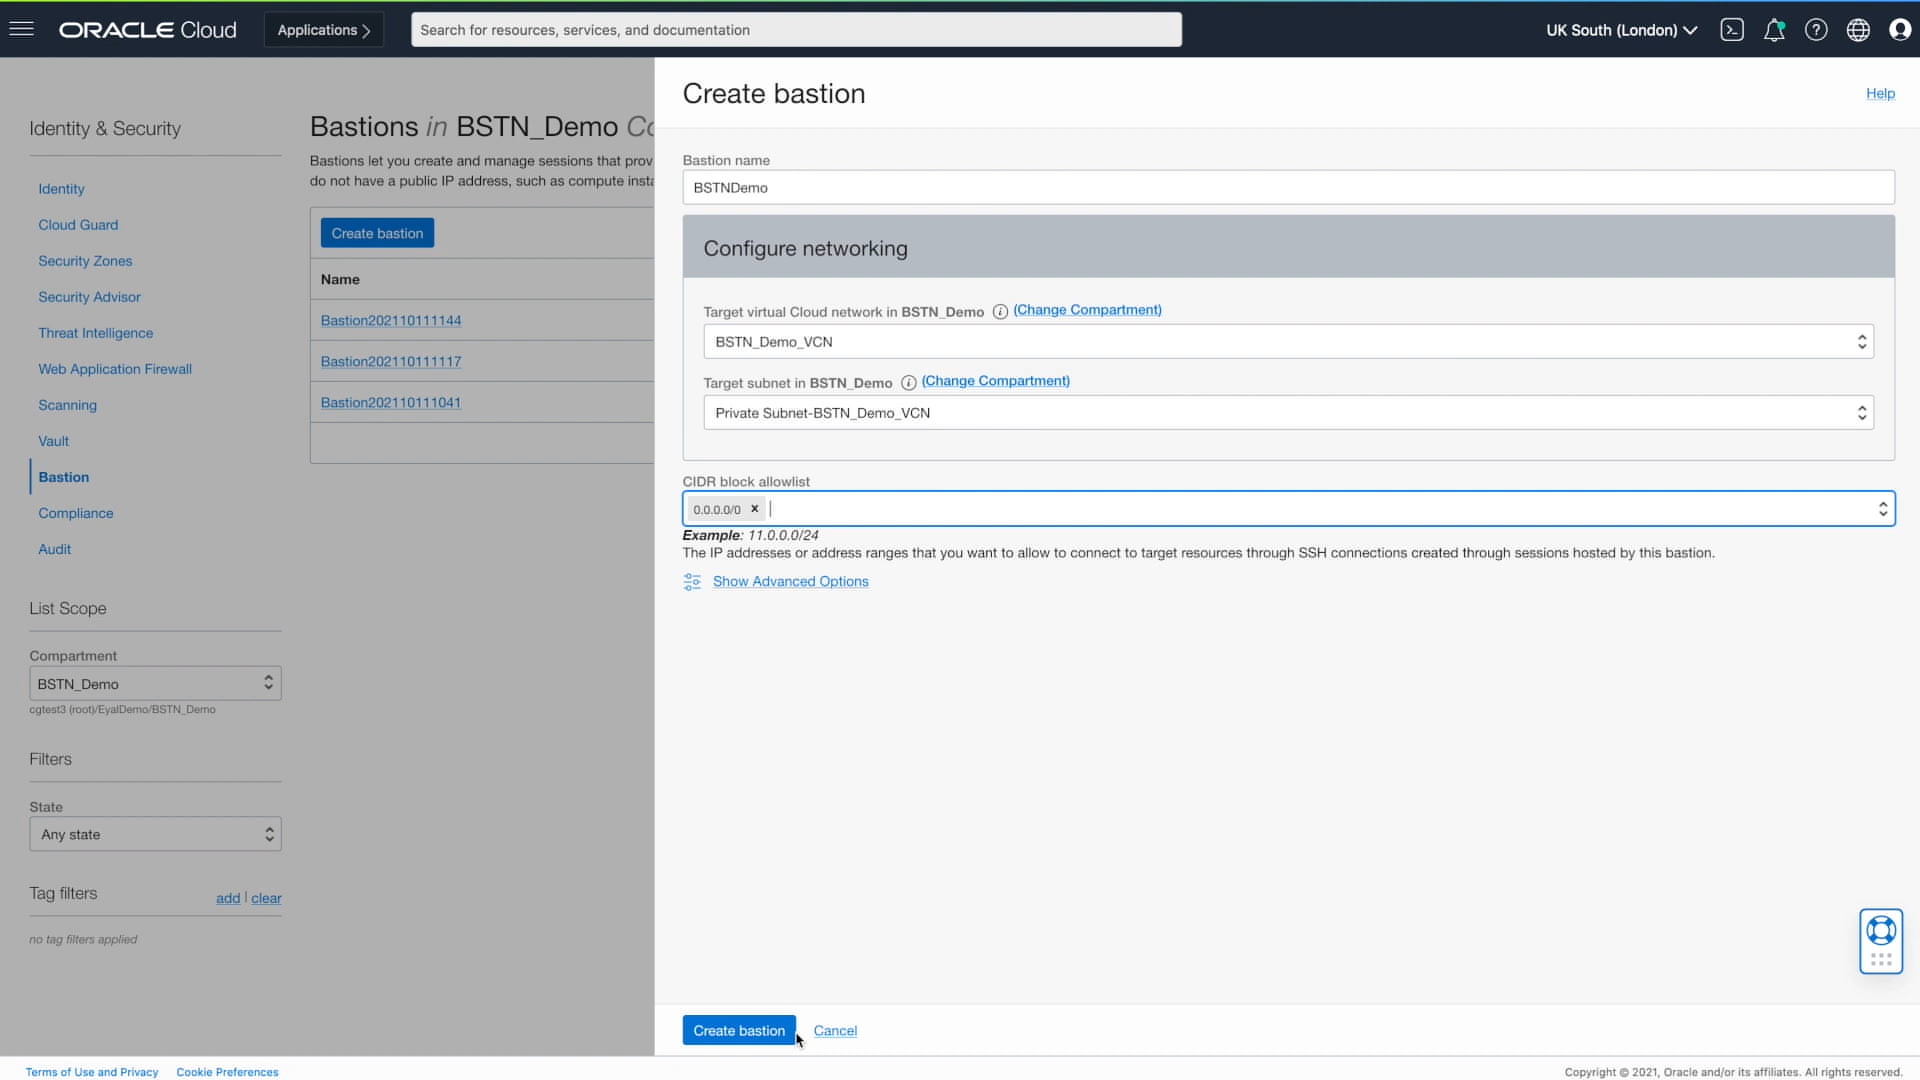 ORACLE Cloud
Applications
Search for resources, services, and documentation
UK South (London)
Identity & Security
Identity
Cloud Guard
Security Zones
Security Advisor
Threat Intelligence
Web Application Firewall
Scanning
Vault
Bastion
Compliance
Audit
List Scope
Compartment
BSTN_Demo
cgtest3 (root)/EyalDemo/BSTN_Demo
Filters
State
Any state
Tag filters
add | clear
no tag filters applied
Bastions in BSTN_Demo Co
Bastions let you create and manage sessions that prov
do not have a public IP address, such as compute insta
Create bastion
Name
Bastion202110111144
Bastion202110111117
Bastion202110111041
Create bastion
Help
Bastion name
BSTNDemo
Configure networking
Target virtual Cloud network in BSTN_Demo (Change Compartment)
BSTN_Demo_VCN
Target subnet in BSTN_Demo (Change Compartment)
Private Subnet-BSTN_Demo_VCN
CIDR block allowlist
0.0.0.0/0 ×
Example: 11.0.0.0/24
The IP addresses or address ranges that you want to allow to connect to target resources through SSH connections created through sessions hosted by this bastion.
Show Advanced Options
Create bastion Cancel
Terms of Use and Privacy Cookie Preferences
Copyright © 2021, Oracle and/or its affiliates. All rights reserved.